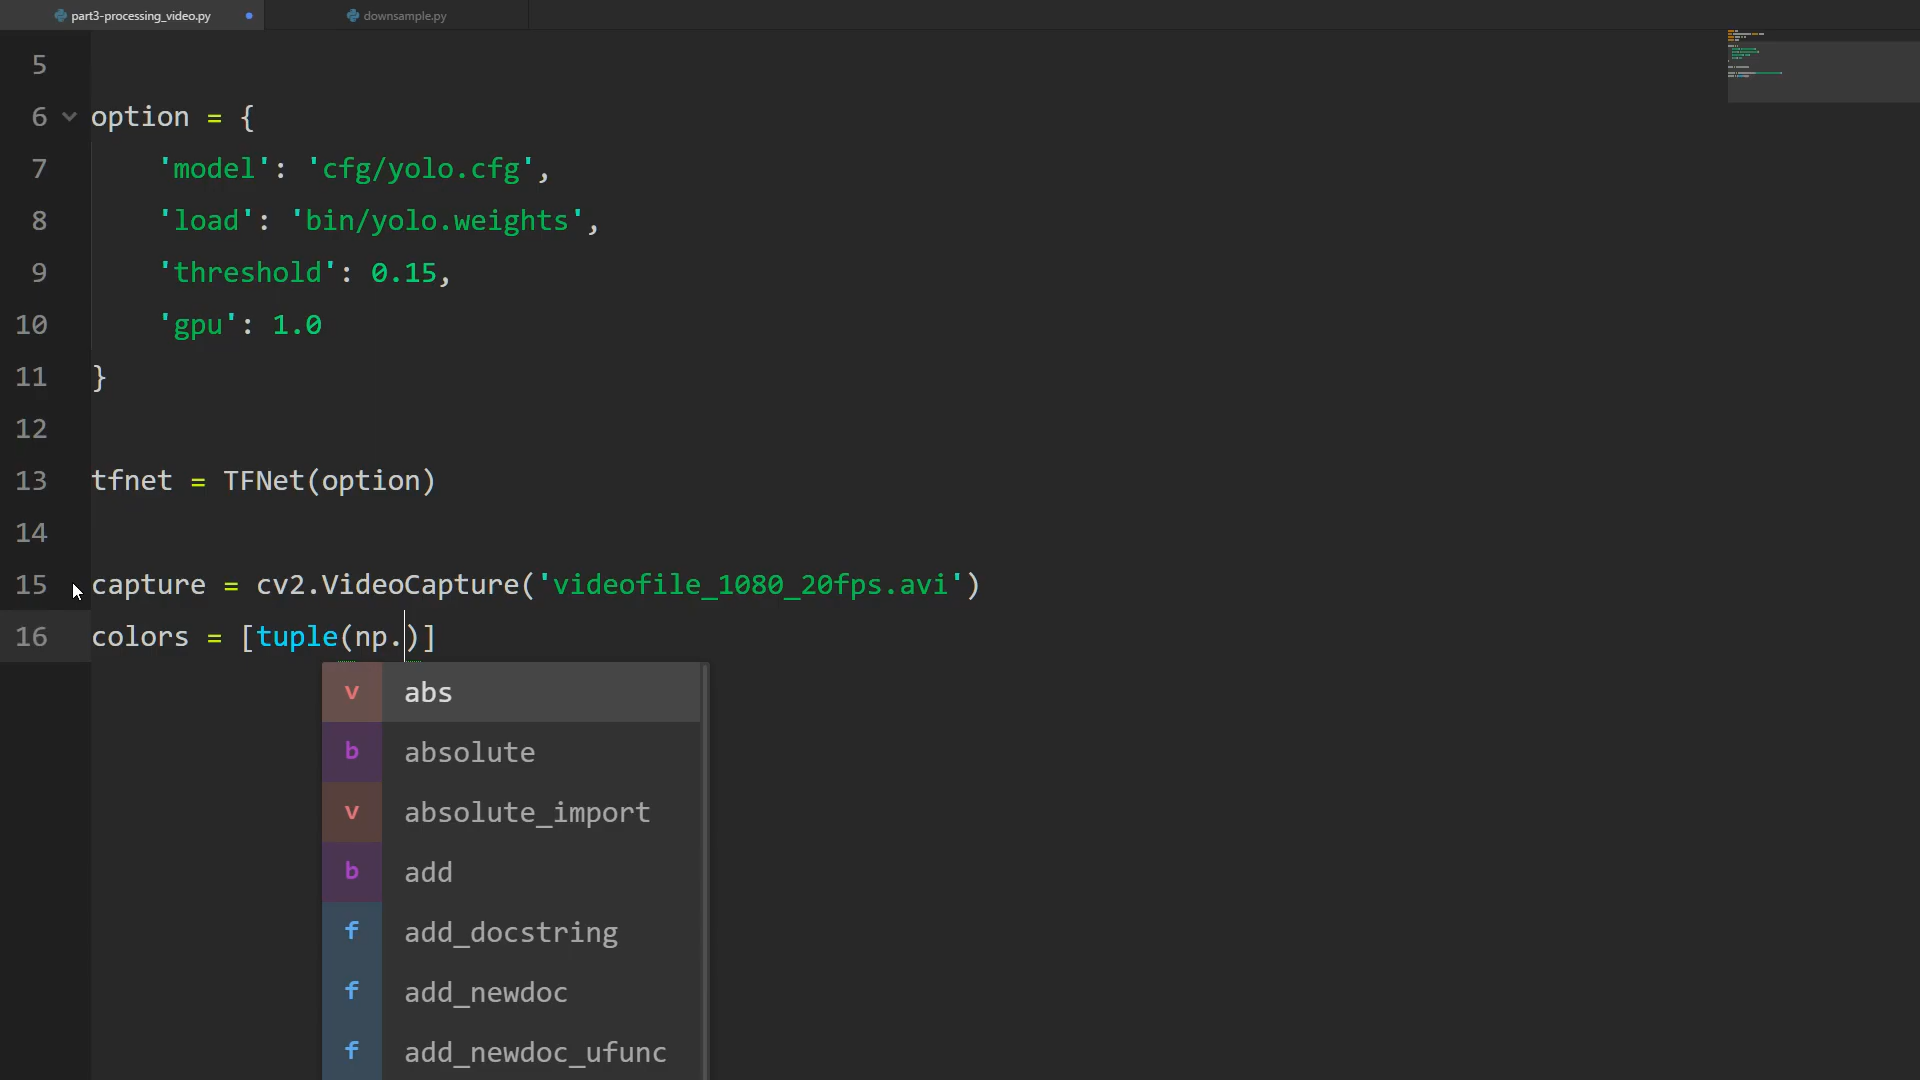 part3-processing_video.py
downsample.py
5
6 option = {
7 'model': 'cfg/yolo.cfg',
8 'load': 'bin/yolo.weights',
9 'threshold': 0.15,
10 'gpu': 1.0
11 }
12
13 tfnet = TFNet(option)
14
15 capture = cv2.VideoCapture('videofile_1080_20fps.avi')
16 colors = [tuple(np.)]
v abs
b absolute
v absolute_import
b add
f add_docstring
f add_newdoc
f add_newdoc_ufunc